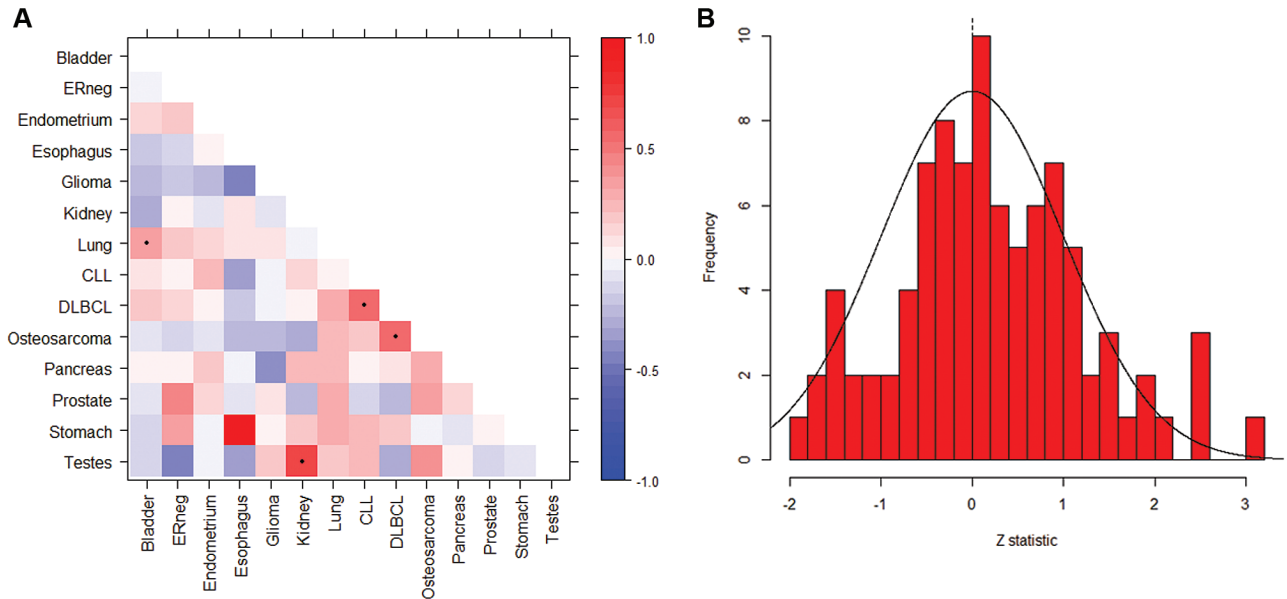 A
Bladder
ERneg
Endometrium
Esophagus
Glioma
Kidney
Lung
CLL
DLBCL
Osteosarcoma
Pancreas
Prostate
Stomach
Testes
Bladder
ERneg
Endometrium
Esophagus
Glioma
Kidney
Lung
CLL
DLBCL
Osteosarcoma
Pancreas
Prostate
Stomach
Testes
1.0
0.5
0.0
-0.5
-1.0
B
Frequency
10
8
6
4
2
0
-2 -1 0 1 2 3
Z statistic